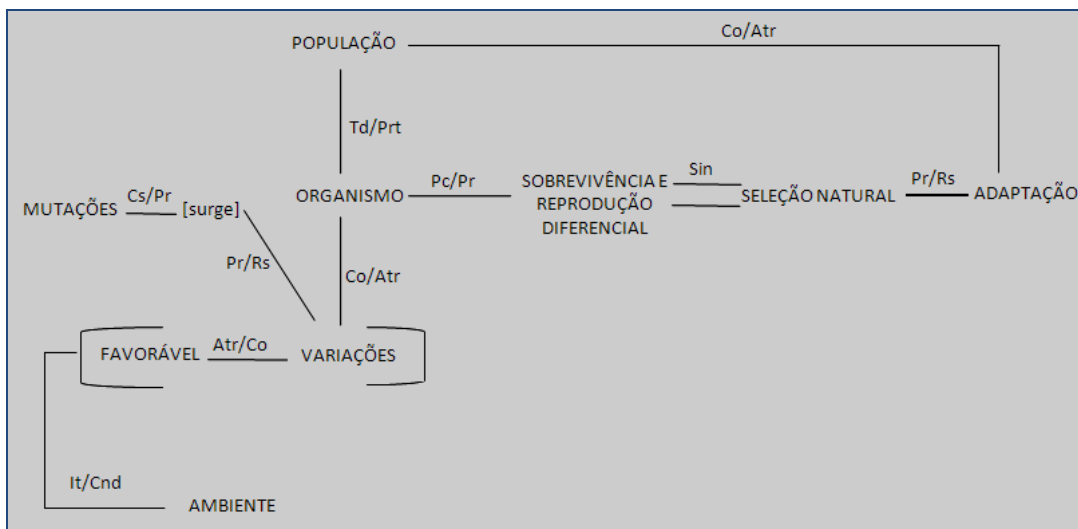 POPULAÇÃO
Co/Atr
Td/Prt
MUTAÇÕES
Cs/Pr
[surge]
ORGANISMO
Pc/Pr
SOBREVIVÊNCIA E
REPRODUÇÃO
DIFERENCIAL
Sin
SELEÇÃO NATURAL
Pr/Rs
ADAPTAÇÃO
Pr/Rs
Co/Atr
FAVORÁVEL
Atr/Co
VARIAÇÕES
It/Cnd
AMBIENTE